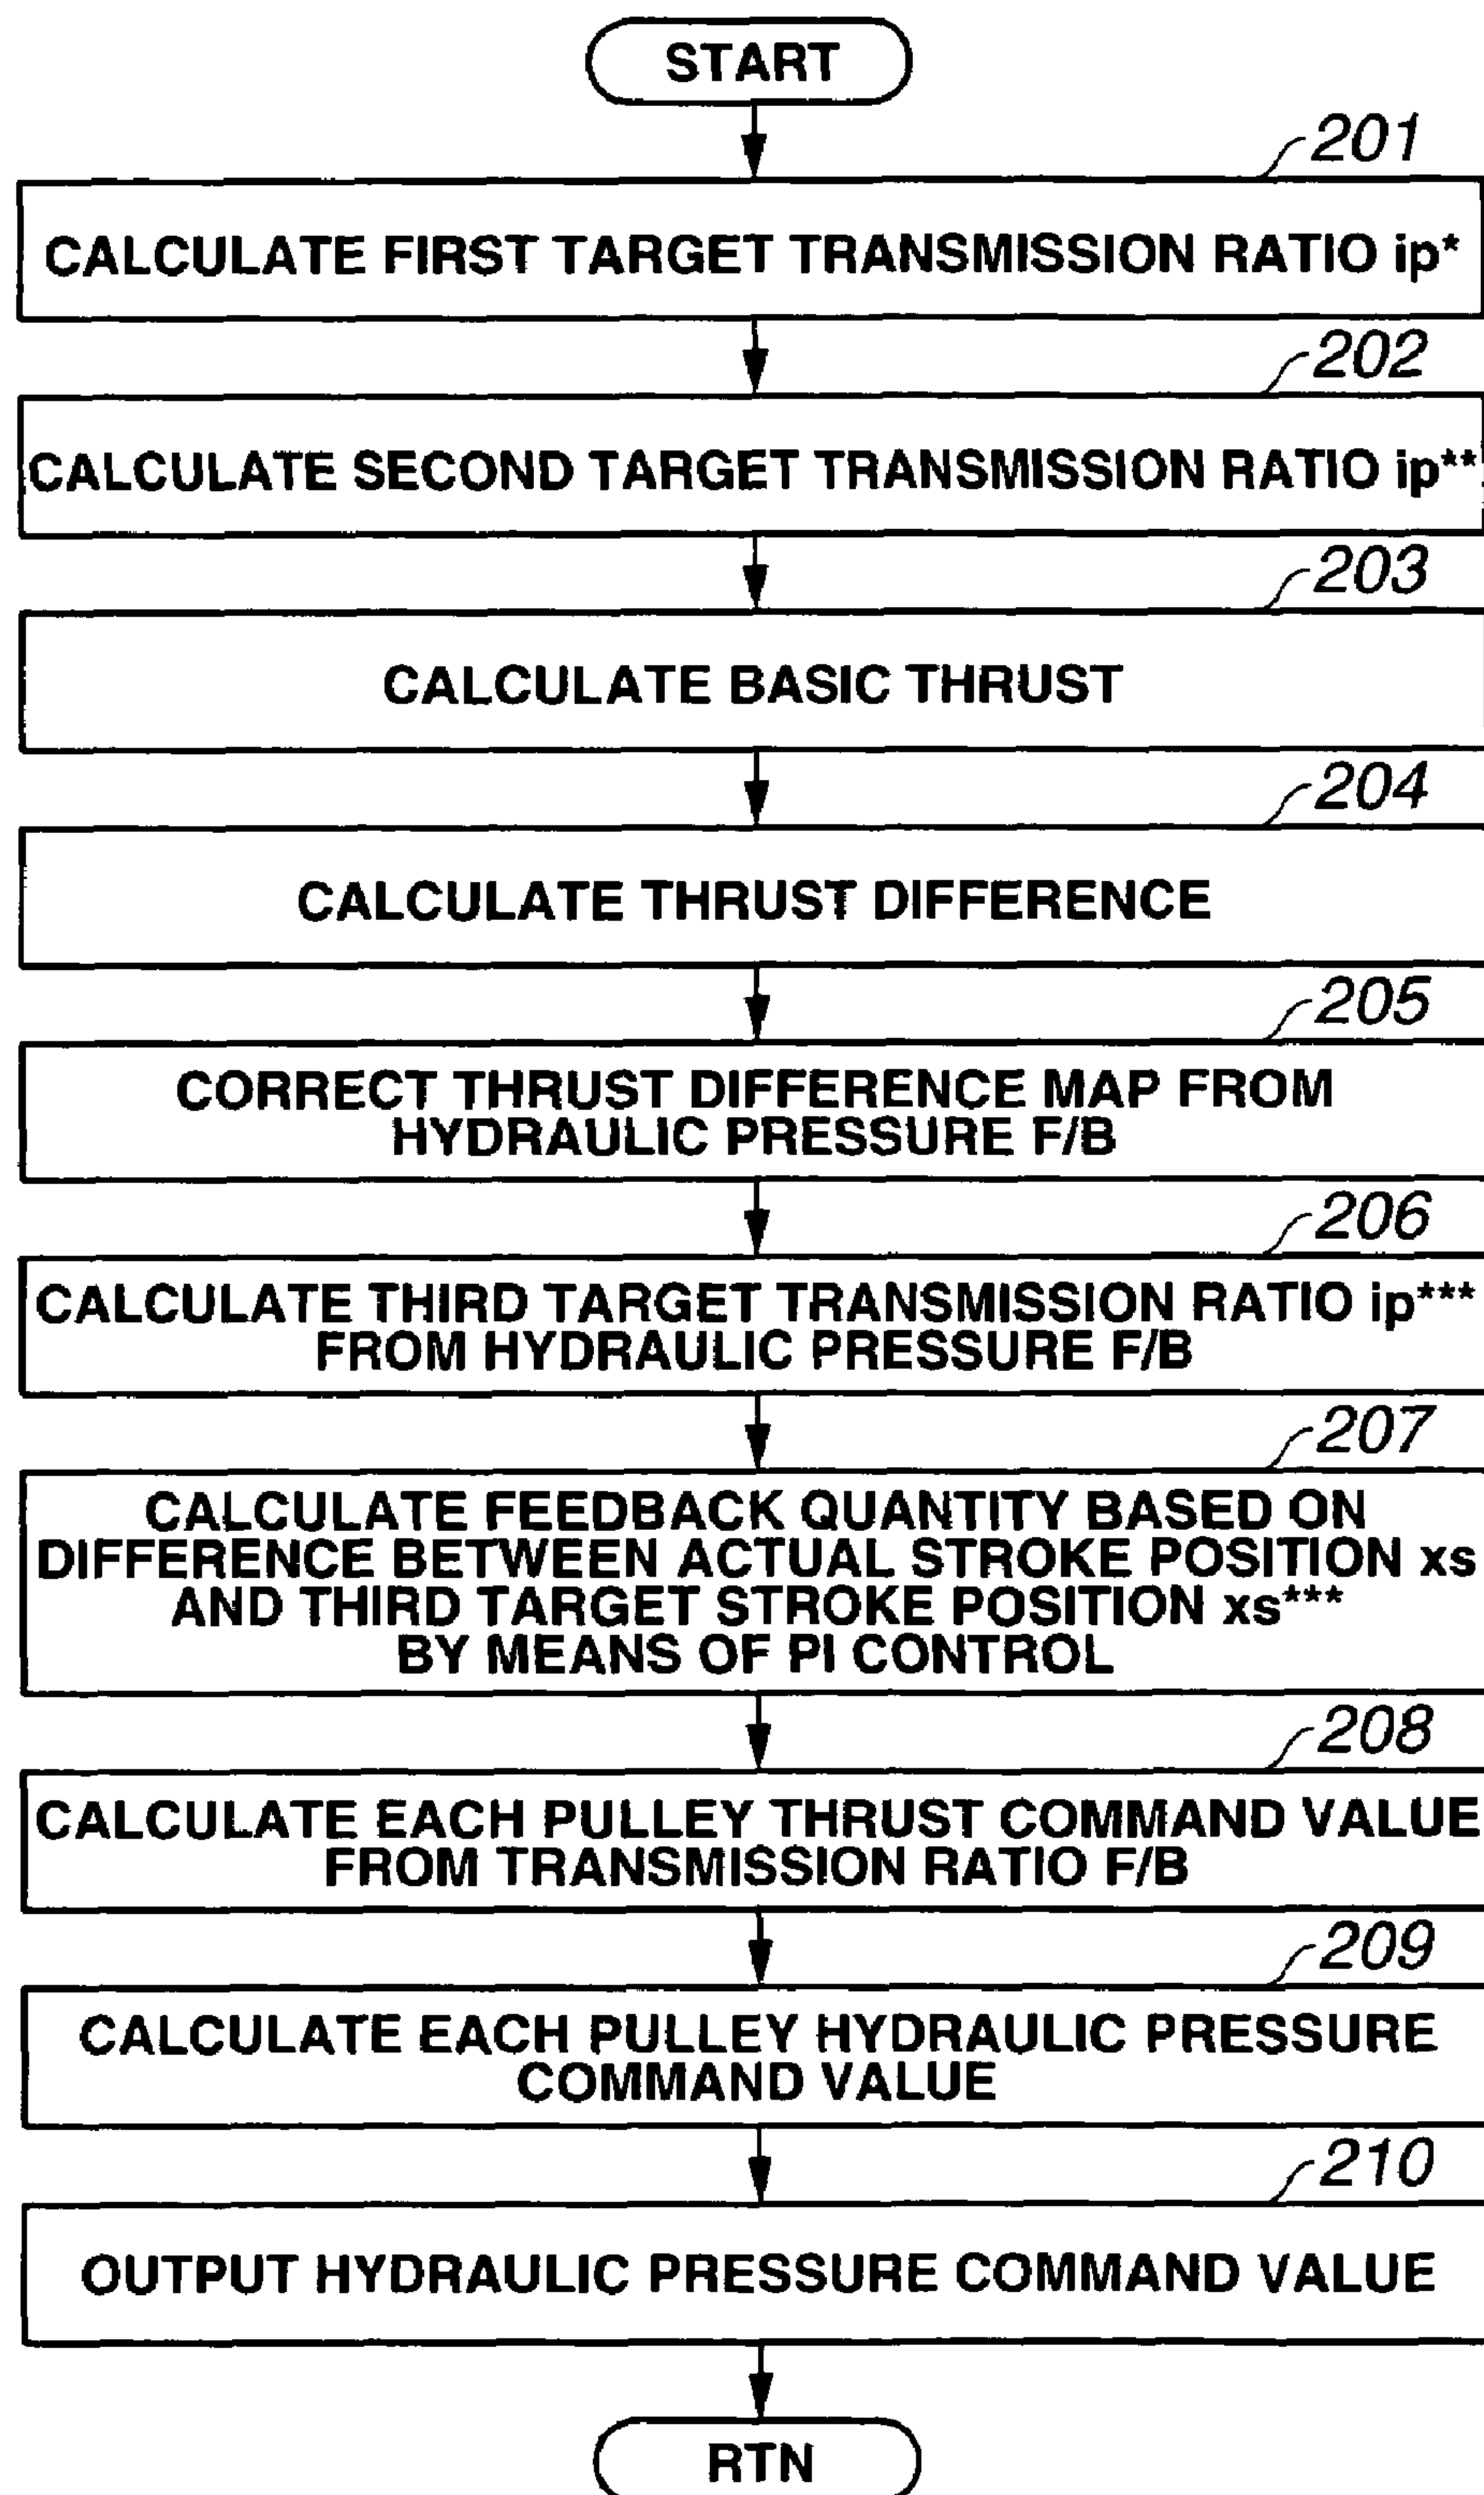 START
201
CALCULATE FIRST TARGET TRANSMISSION RATIO ip*
202
CALCULATE SECOND TARGET TRANSMISSION RATIO ip**
203
CALCULATE BASIC THRUST
204
CALCULATE THRUST DIFFERENCE
205
CORRECT THRUST DIFFERENCE MAP FROM
HYDRAULIC PRESSURE F/B
206
CALCULATE THIRD TARGET TRANSMISSION RATIO ip***
FROM HYDRAULIC PRESSURE F/B
207
CALCULATE FEEDBACK QUANTITY BASED ON
DIFFERENCE BETWEEN ACTUAL STROKE POSITION xs
AND THIRD TARGET STROKE POSITION xs***
BY MEANS OF PI CONTROL
208
CALCULATE EACH PULLEY THRUST COMMAND VALUE
FROM TRANSMISSION RATIO F/B
209
CALCULATE EACH PULLEY HYDRAULIC PRESSURE
COMMAND VALUE
210
OUTPUT HYDRAULIC PRESSURE COMMAND VALUE
RTN